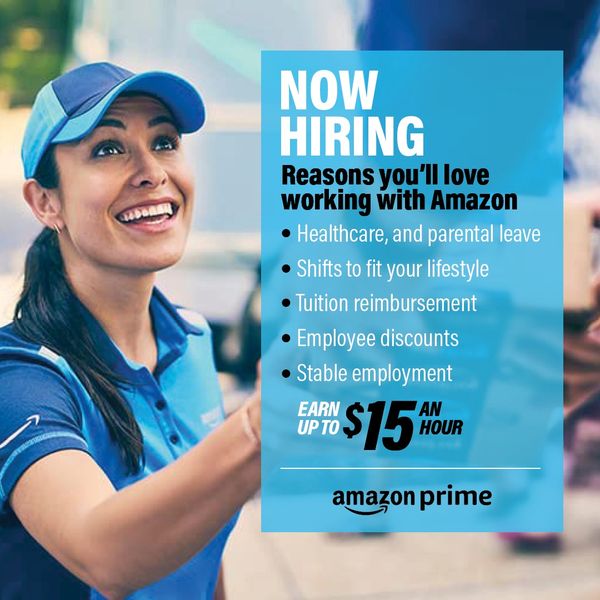 NOW
HIRING
Reasons you'll love
working with Amazon
• Healthcare, and parental leave
• Shifts to fit your lifestyle
• Tuition reimbursement
• Employee discounts
• Stable employment
EARN UP TO $15 AN HOUR
amazon prime